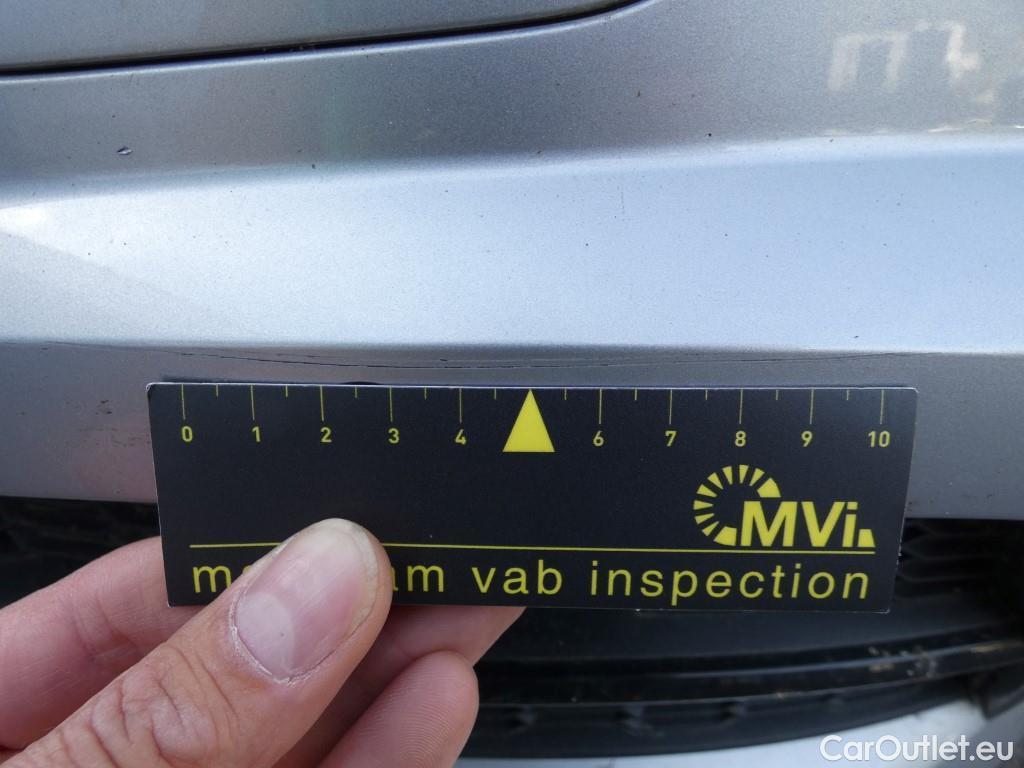 0 1 2 3 4 6 7 8 9 10
MVi
vab inspection
CarOutlet.eu